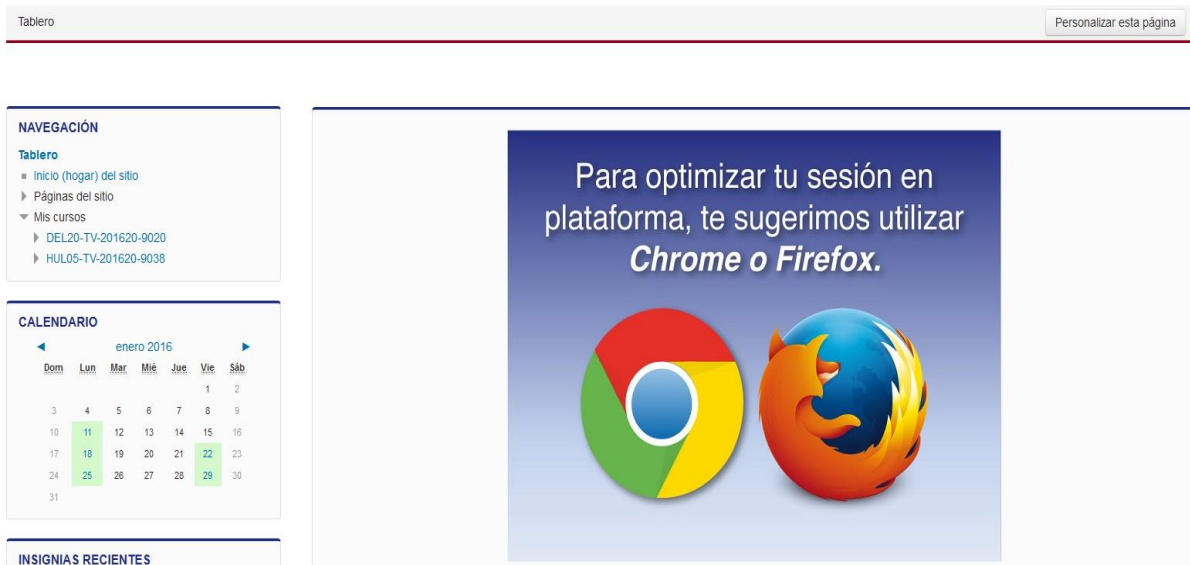 Tablero
Personalizar esta página
NAVEGACIÓN
Tablero
Inicio (hogar) del sitio
Páginas del sitio
Mis cursos
DEL20-TV-201620-9020
HUL05-TV-201620-9038
CALENDARIO
enero 2016
Dom Lun Mar Mié Jue Vie Sáb
1 2
3 4 5 6 7 8 9
10 11 12 13 14 15 16
17 18 19 20 21 22 23
24 25 26 27 28 29 30
31
INSIGNIAS RECIENTES
Para optimizar tu sesión en
plataforma, te sugerimos utilizar
Chrome o Firefox.